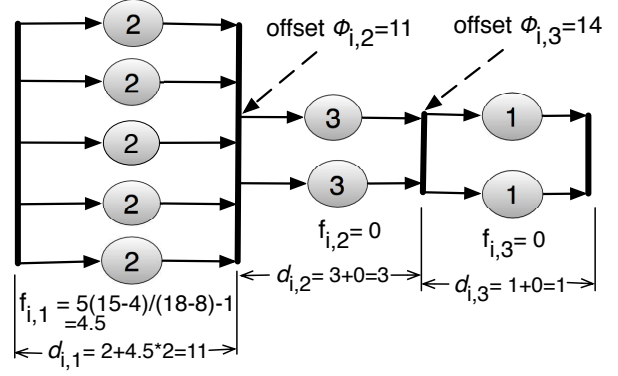 offset Φi,2=11
offset Φi,3=14
2
2
2
2
2
3
3
1
1
fi,1 = 5(15-4)/(18-8)-1
=4.5
di,1= 2+4.5*2=11
fi,2= 0
di,2= 3+0=3
fi,3= 0
di,3= 1+0=1